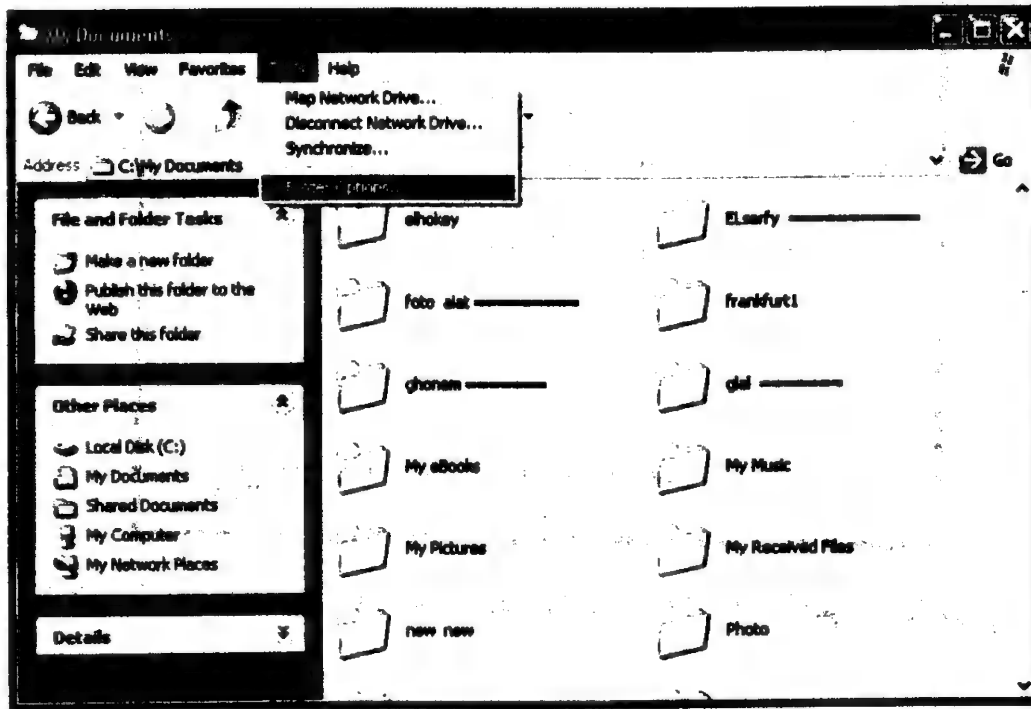 My Documents
File Edit View Favorites Tools Help
Map Network Drive...
Disconnect Network Drive...
Synchronize...
Folder Options...
Back
Address C:\My Documents Go
File and Folder Tasks
Make a new folder
Publish this folder to the
Web
Share this folder
Other Places
Local Disk (C:)
My Documents
Shared Documents
My Computer
My Network Places
Details
elhokey ELsarfy
foto alat frankfurt1
ghonem glal
My eBooks My Music
My Pictures My Received Files
new new Photo